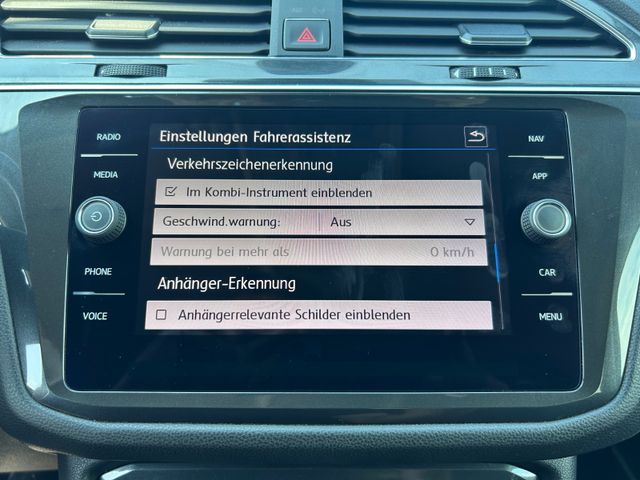 RADIO
MEDIA
PHONE
VOICE
Einstellungen Fahrerassistenz
Verkehrszeichenerkennung
Im Kombi-Instrument einblenden
Geschwind.warnung: Aus
Warnung bei mehr als 0 km/h
Anhänger-Erkennung
Anhängerrelevante Schilder einblenden
NAV
APP
CAR
MENU